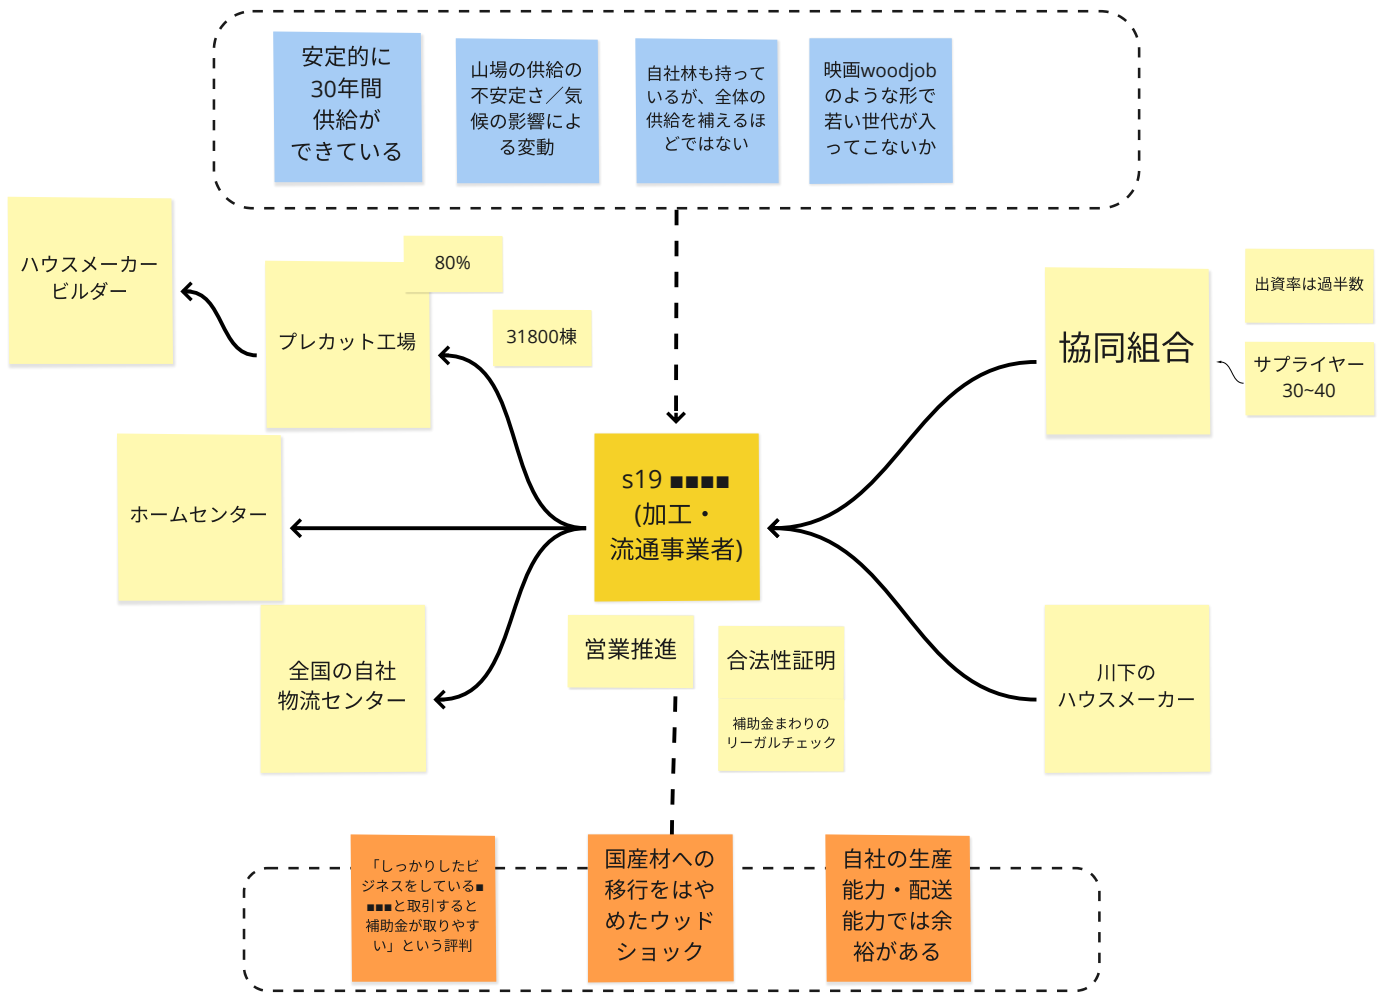 安定的に
30年間
供給が
できている
山場の供給の
不安定さ／気
候の影響によ
る変動
自社林も持って
いるが、全体の
供給を補えるほ
どではない
映画woodjob
のような形で
若い世代が入
ってこないか
ハウスメーカー
ビルダー
80%
プレカット工場
31800棟
協同組合
出資率は過半数
サプライヤー
30~40
ホームセンター
s19 ■■■■
(加工・
流通事業者)
全国の自社
物流センター
営業推進
合法性証明
補助金まわりの
リーガルチェック
川下の
ハウスメーカー
「しっかりしたビ
ジネスをしている■
■■■と取引すると
補助金が取りやす
い」という評判
国産材への
移行をはや
めたウッド
ショック
自社の生産
能力・配送
能力では余
裕がある